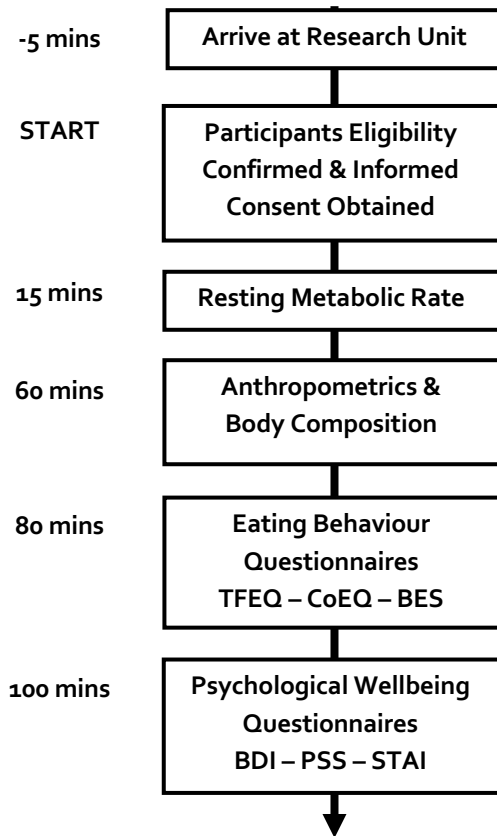 -5 mins
Arrive at Research Unit
START
Participants Eligibility
Confirmed & Informed
Consent Obtained
15 mins
Resting Metabolic Rate
60 mins
Anthropometrics &
Body Composition
80 mins
Eating Behaviour
Questionnaires
TFEQ – CoEQ – BES
100 mins
Psychological Wellbeing
Questionnaires
BDI – PSS – STAI